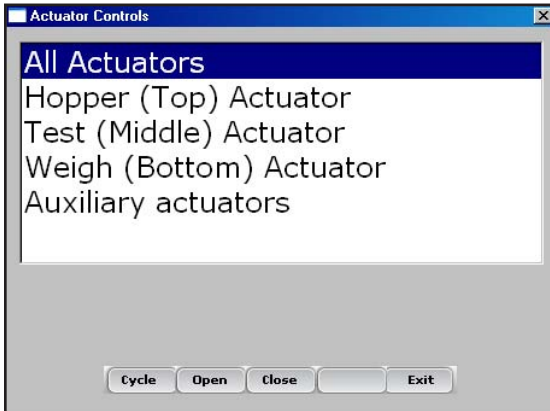 Actuator Controls
All Actuators
Hopper (Top) Actuator
Test (Middle) Actuator
Weigh (Bottom) Actuator
Auxiliary actuators
Cycle Open Close Exit